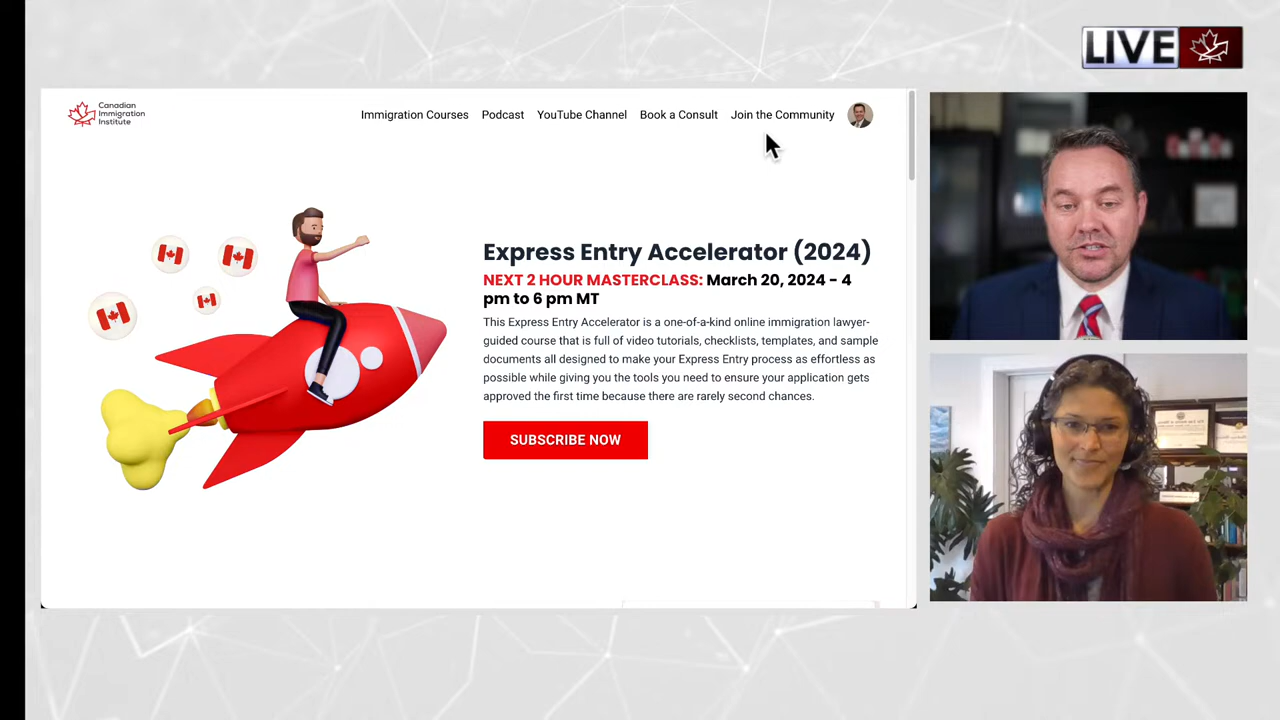 LIVE
Canadian
Immigration
Institute
Immigration Courses Podcast YouTube Channel Book a Consult Join the Community
Express Entry Accelerator (2024)
NEXT 2 HOUR MASTERCLASS: March 20, 2024 - 4
pm to 6 pm MT
This Express Entry Accelerator is a one-of-a-kind online immigration lawyer-
guided course that is full of video tutorials, checklists, templates, and sample
documents all designed to make your Express Entry process as effortless as
possible while giving you the tools you need to ensure your application gets
approved the first time because there are rarely second chances.
SUBSCRIBE NOW